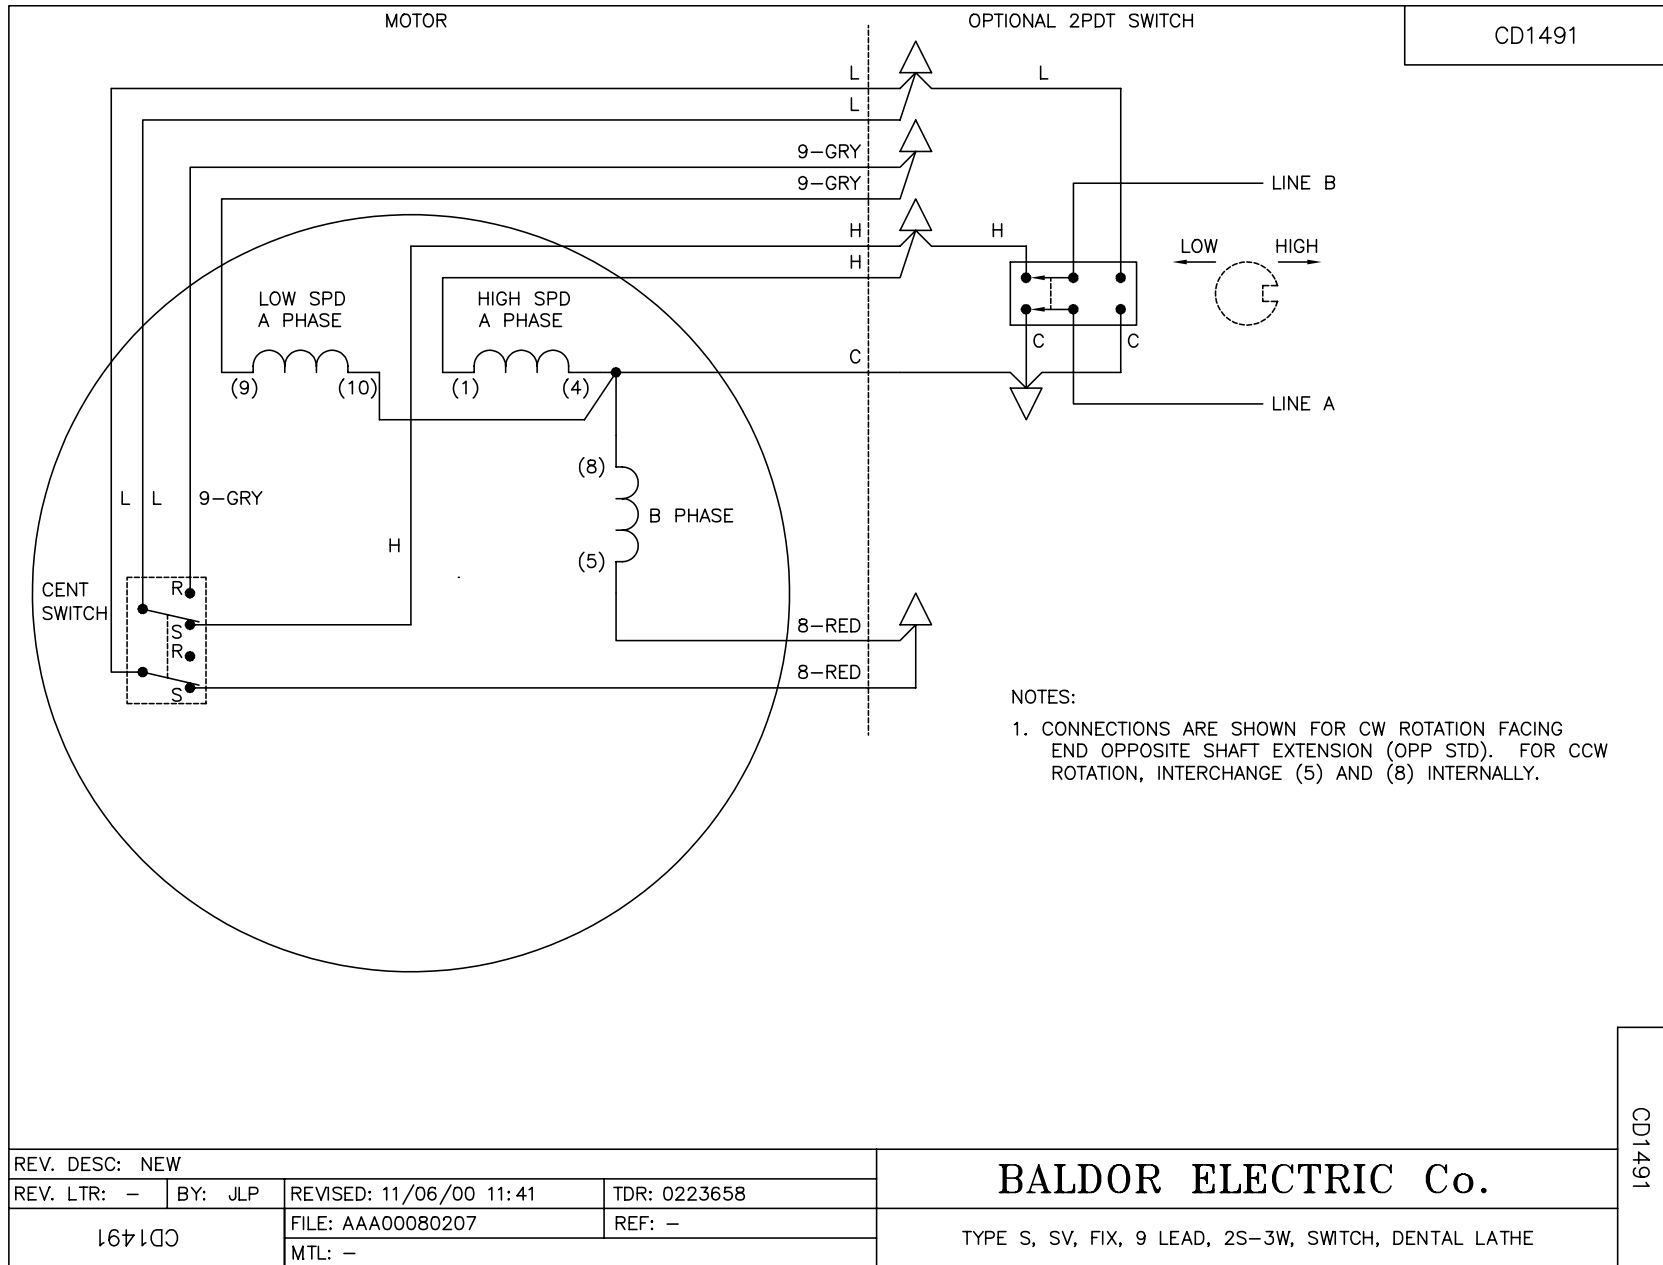 MOTOR
OPTIONAL 2PDT SWITCH
CD1491
L
L
L
9-GRY
9-GRY
LINE B
H
H
H
LOW
HIGH
LOW SPD
A PHASE
HIGH SPD
A PHASE
C
C
C
(9)
(10)
(1)
(4)
LINE A
(8)
L
L
9-GRY
B PHASE
H
(5)
CENT
SWITCH
R
S
R
S
8-RED
8-RED
NOTES:
1. CONNECTIONS ARE SHOWN FOR CW ROTATION FACING
END OPPOSITE SHAFT EXTENSION (OPP STD). FOR CCW
ROTATION, INTERCHANGE (5) AND (8) INTERNALLY.
CD1491
REV. DESC: NEW
REV. LTR: -
BY: JLP
REVISED: 11/06/00 11:41
TDR: 0223658
BALDOR ELECTRIC Co.
CD1491
FILE: AAA00080207
REF: -
MTL: -
TYPE S, SV, FIX, 9 LEAD, 2S-3W, SWITCH, DENTAL LATHE